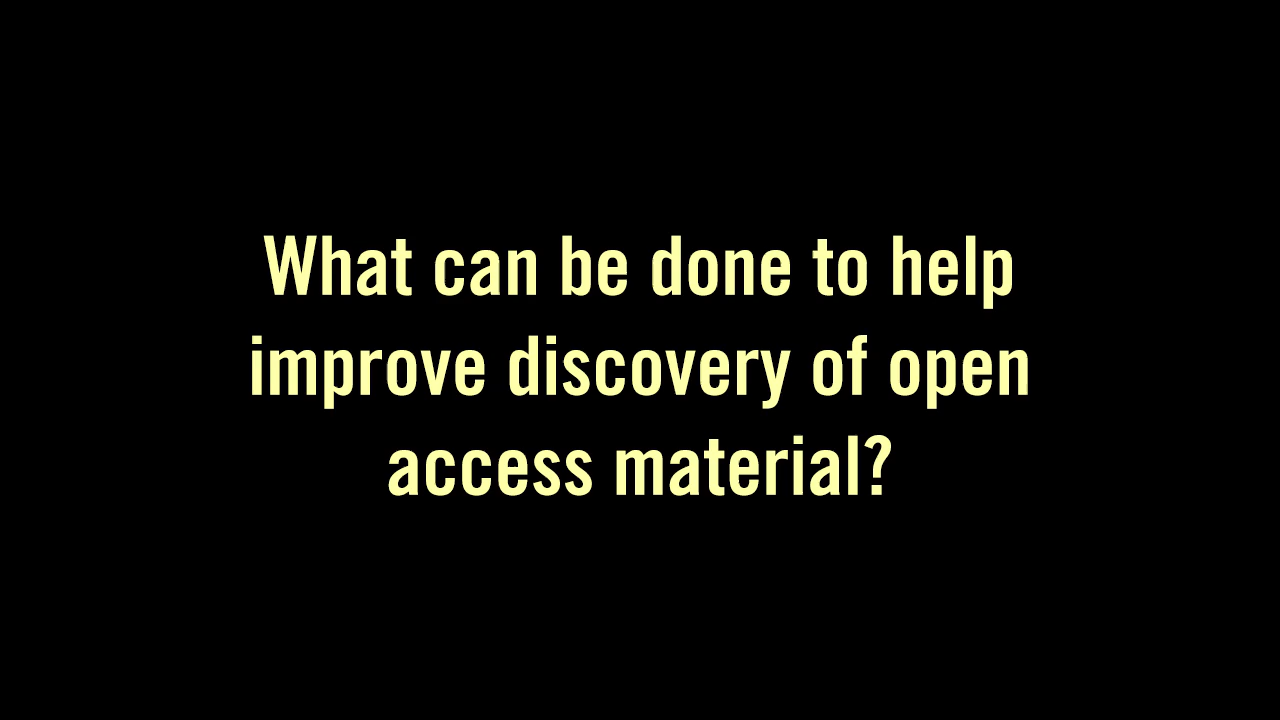 What can be done to help
improve discovery of open
access material?